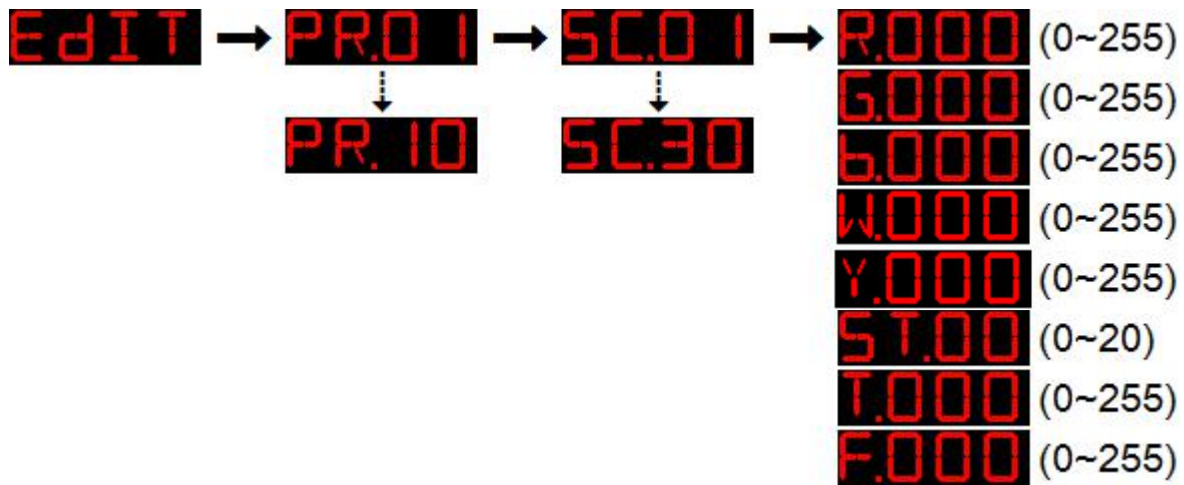 EdIT PR.01 SC.01 R.000 (0~255)
G.000 (0~255)
PR.10 SC.30 b.000 (0~255)
W.000 (0~255)
Y.000 (0~255)
ST.00 (0~20)
T.000 (0~255)
F.000 (0~255)